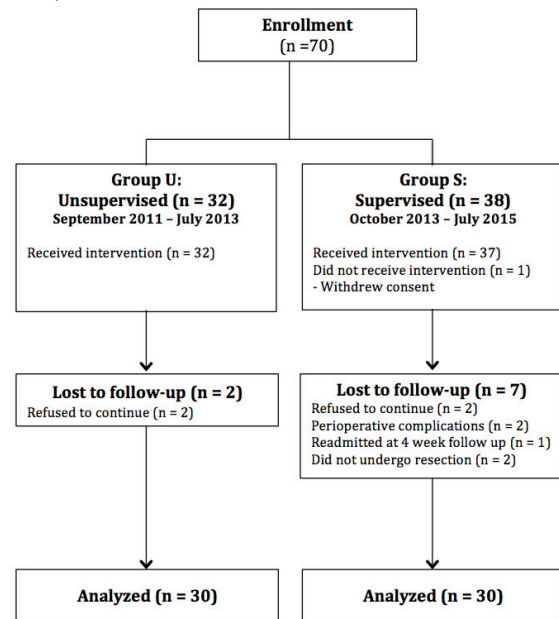 Enrollment
(n =70)
Group U:
Unsupervised (n = 32)
September 2011 – July 2013
Received intervention (n = 32)
Group S:
Supervised (n = 38)
October 2013 – July 2015
Received intervention (n = 37)
Did not receive intervention (n = 1)
- Withdrew consent
Lost to follow-up (n = 2)
Refused to continue (n = 2)
Lost to follow-up (n = 7)
Refused to continue (n = 2)
Perioperative complications (n = 2)
Readmitted at 4 week follow up (n = 1)
Did not undergo resection (n = 2)
Analyzed (n = 30)
Analyzed (n = 30)